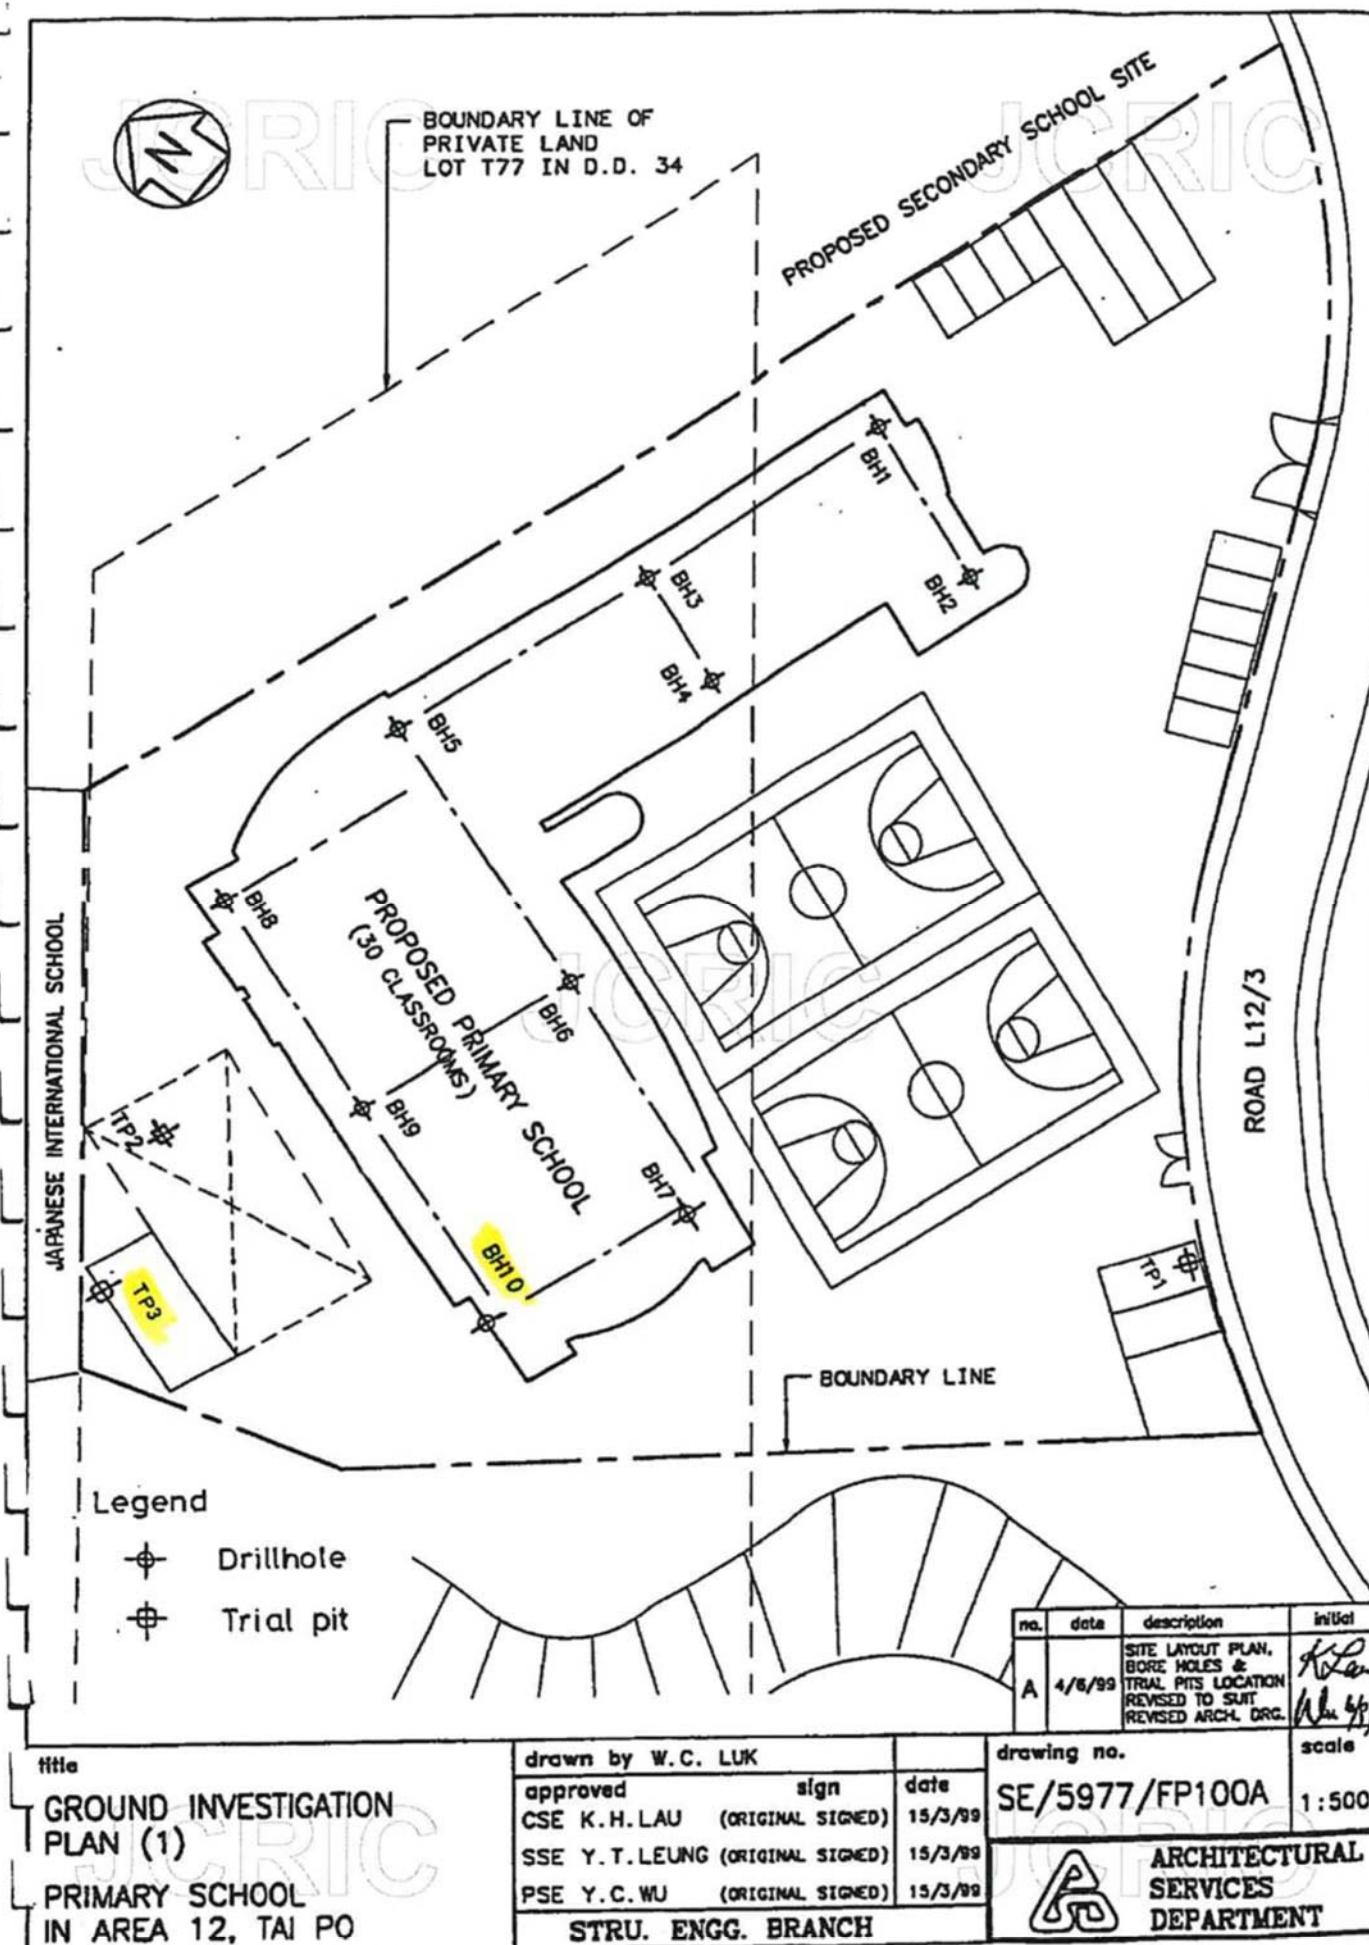 JCRIC
JCRIC
N
BOUNDARY LINE OF
PRIVATE LAND
LOT T77 IN D.D. 34
PROPOSED SECONDARY SCHOOL SITE
BH1
BH2
BH3
BH4
BH5
BH8
PROPOSED PRIMARY SCHOOL
(30 CLASSROOMS)
JCRIC
BH6
JAPANESE INTERNATIONAL SCHOOL
ROAD L12/3
TP2
BH9
BH7
BH10
TP3
TP1
BOUNDARY LINE
Legend
Drillhole
Trial pit
no. date description initial
A 4/6/99 SITE LAYOUT PLAN,
BORE HOLES &
TRIAL PITS LOCATION
REVISED TO SUIT
REVISED ARCH. DRG.
title
GROUND INVESTIGATION
PLAN (1)
PRIMARY SCHOOL
IN AREA 12, TAI PO
JCRIC
drawn by W.C. LUK
approved sign date
CSE K.H.LAU (ORIGINAL SIGNED) 15/3/99
SSE Y.T.LEUNG (ORIGINAL SIGNED) 15/3/99
PSE Y.C.WU (ORIGINAL SIGNED) 15/3/99
STRU. ENGG. BRANCH
drawing no.
SE/5977/FP100A
scale
1:500
JCRIC
ARCHITECTURAL
SERVICES
DEPARTMENT